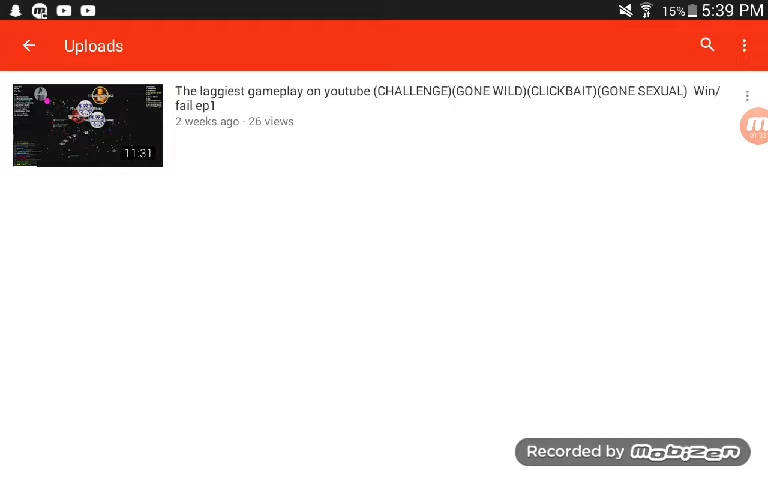 15% 5:39 PM
Uploads
The laggiest gameplay on youtube (CHALLENGE)(GONE WILD)(CLICKBAIT)(GONE SEXUAL) Win/
fail ep1
2 weeks ago · 26 views
11:31
Recorded by mobizen